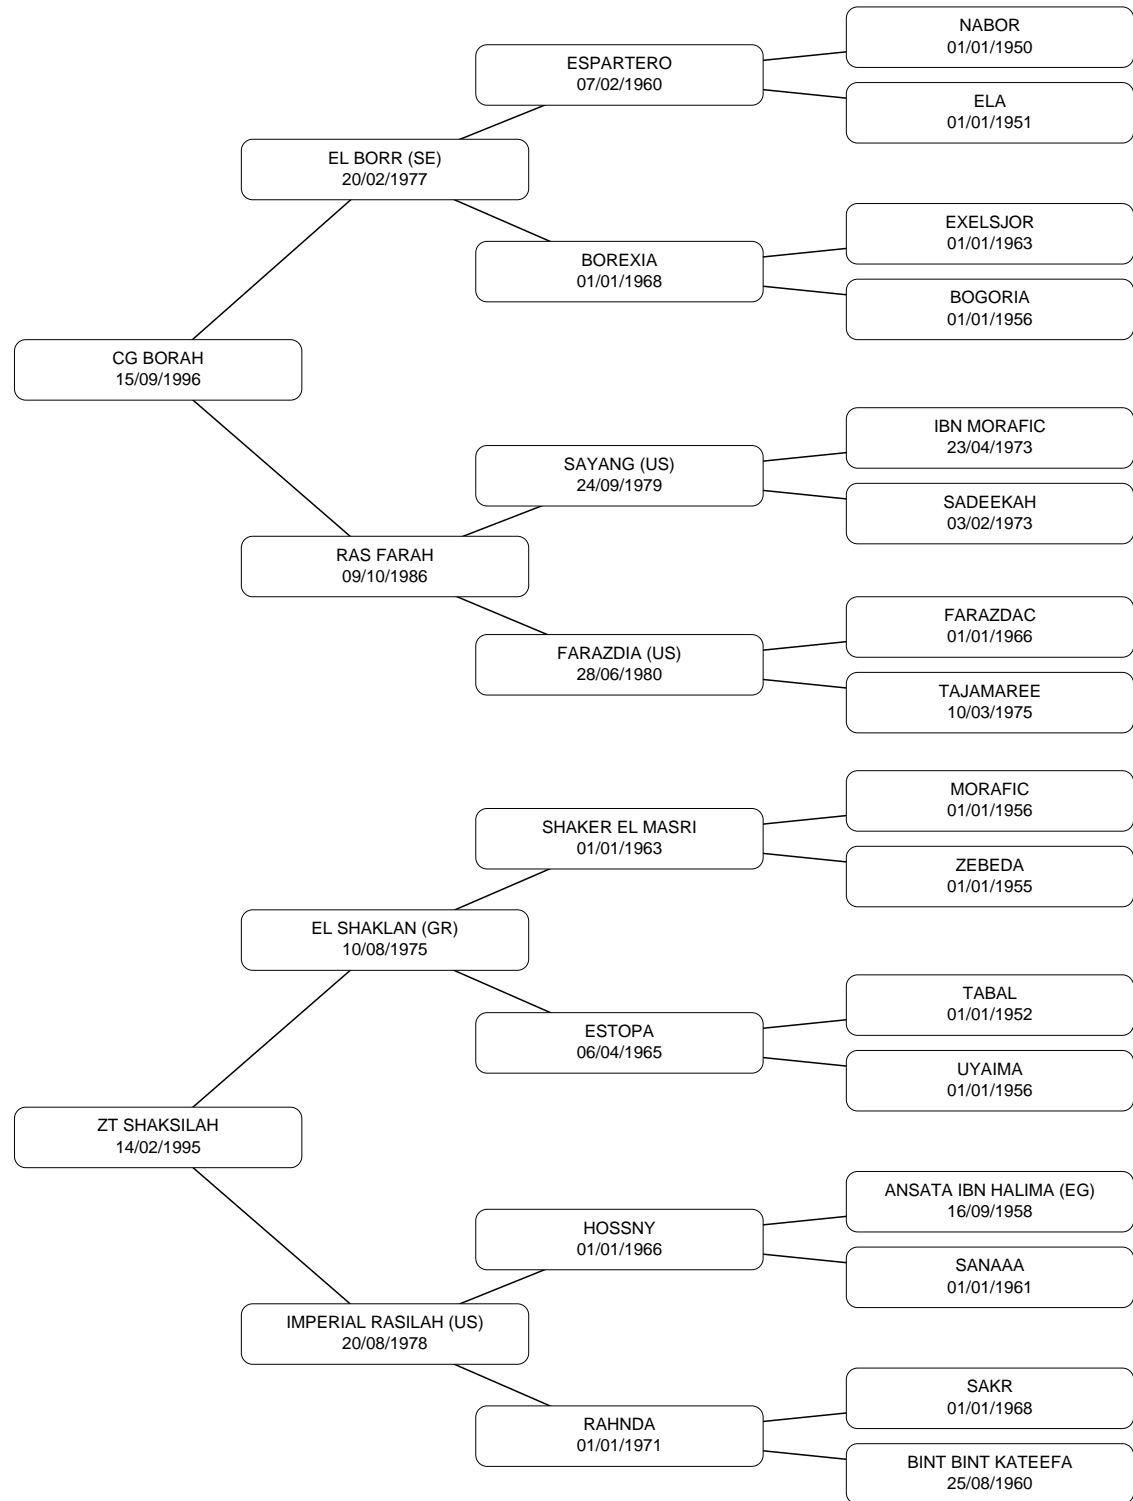 NABOR
01/01/1950
ESPARTERO
07/02/1960
ELA
01/01/1951
EL BORR (SE)
20/02/1977
EXELSJOR
01/01/1963
BOREXIA
01/01/1968
BOGORIA
01/01/1956
CG BORAH
15/09/1996
IBN MORAFIC
23/04/1973
SAYANG (US)
24/09/1979
SADEEKAH
03/02/1973
RAS FARAH
09/10/1986
FARAZDAC
01/01/1966
FARAZDIA (US)
28/06/1980
TAJAMAREE
10/03/1975
MORAFIC
01/01/1956
SHAKER EL MASRI
01/01/1963
ZEBEDA
01/01/1955
EL SHAKLAN (GR)
10/08/1975
TABAL
01/01/1952
ESTOPA
06/04/1965
UYAIMA
01/01/1956
ZT SHAKSILAH
14/02/1995
ANSATA IBN HALIMA (EG)
16/09/1958
HOSSNY
01/01/1966
SANAAA
01/01/1961
IMPERIAL RASILAH (US)
20/08/1978
SAKR
01/01/1968
RAHNDA
01/01/1971
BINT BINT KATEEFA
25/08/1960